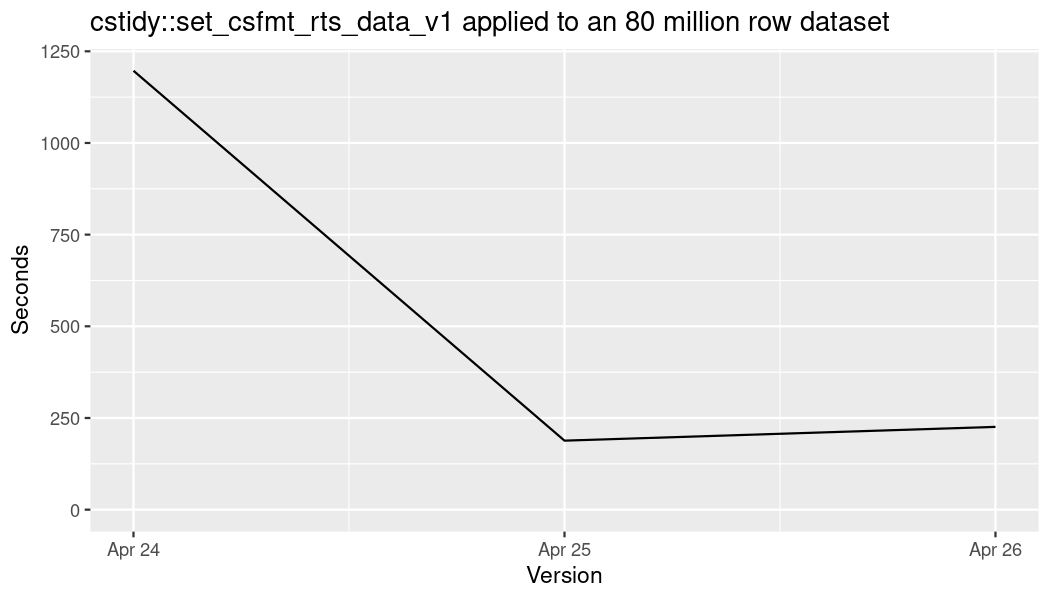 cstidy::set_csfmt_rts_data_v1 applied to an 80 million row dataset
1250
1000
750
500
250
0
Seconds
Apr 24
Apr 25
Apr 26
Version